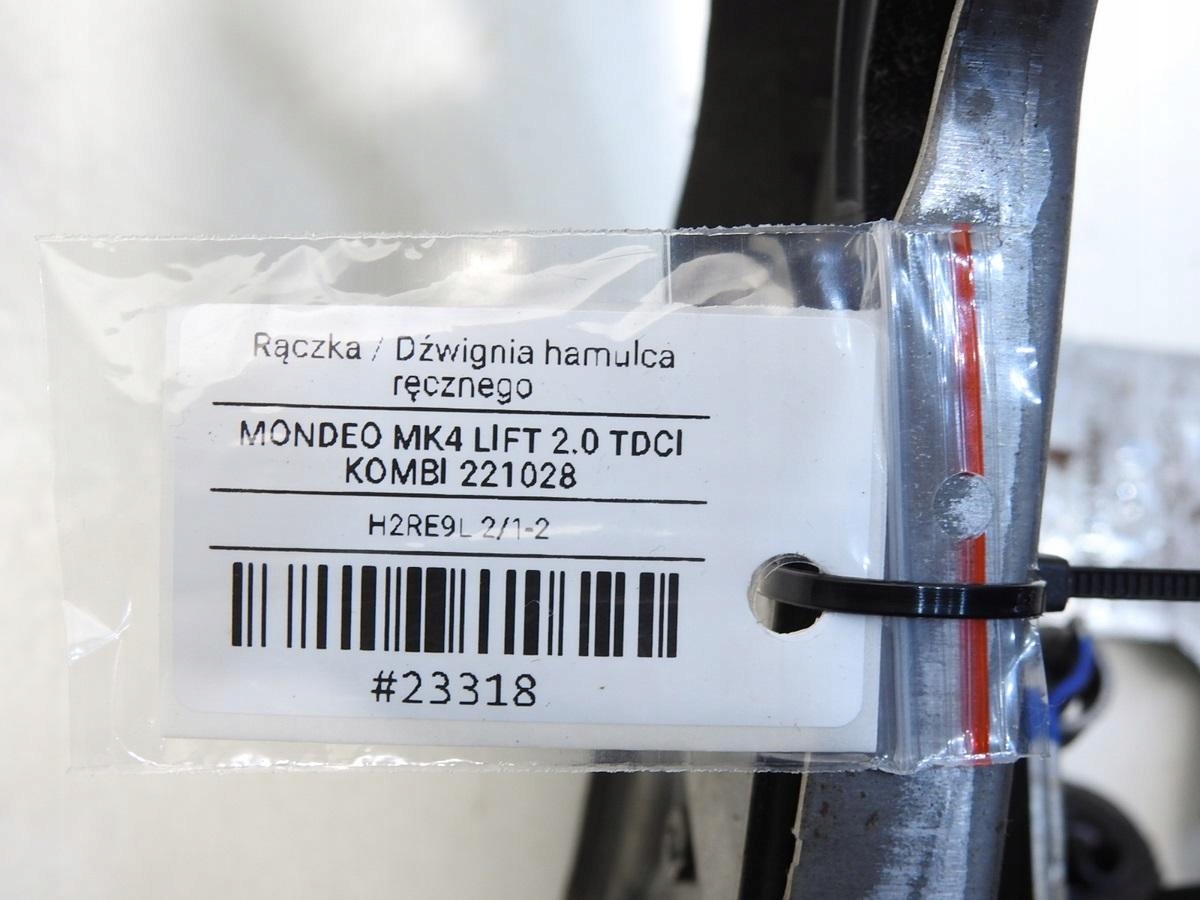 Rączka / Dźwignia hamulca
ręcznego
MONDEO MK4 LIFT 2.0 TDCI
KOMBI 221028
H2RE9L 2/1-2
#23318